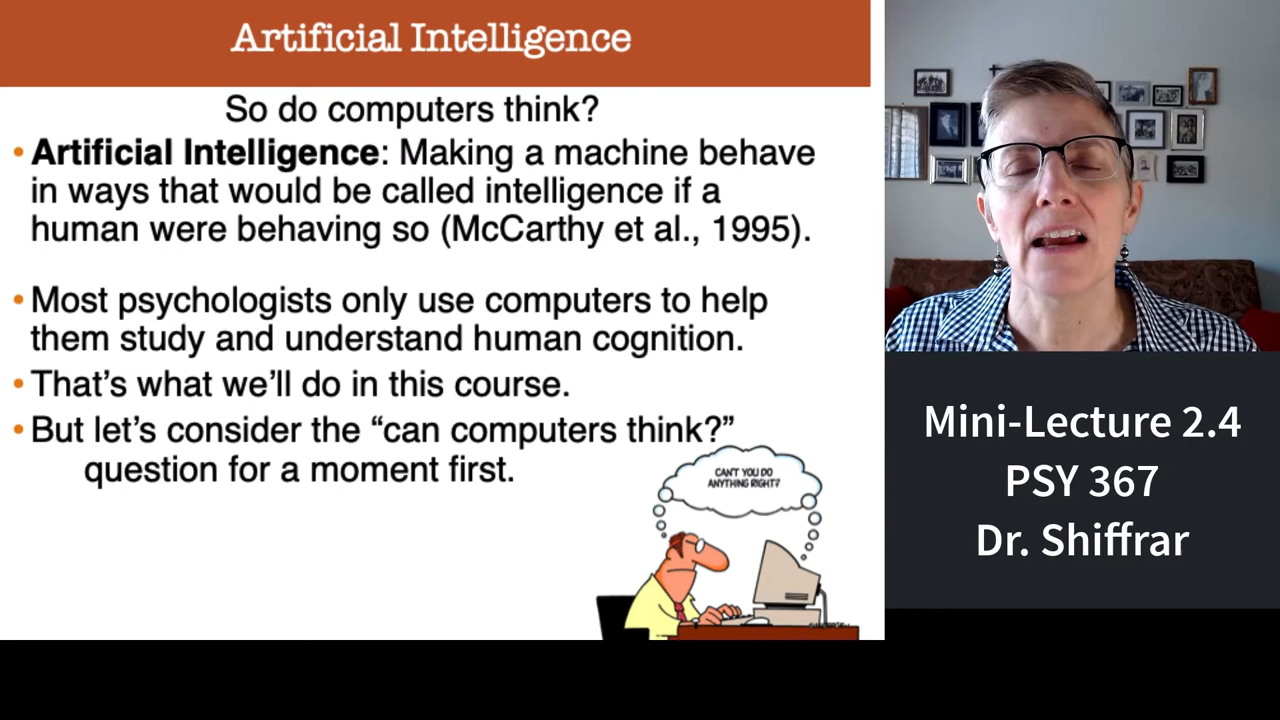 Artificial Intelligence
So do computers think?
• Artificial Intelligence: Making a machine behave
in ways that would be called intelligence if a
human were behaving so (McCarthy et al., 1995).
• Most psychologists only use computers to help
them study and understand human cognition.
• That's what we'll do in this course.
• But let's consider the “can computers think?”
question for a moment first.
CAN'T YOU DO
ANYTHING RIGHT?
Mini-Lecture 2.4
PSY 367
Dr. Shiffrar